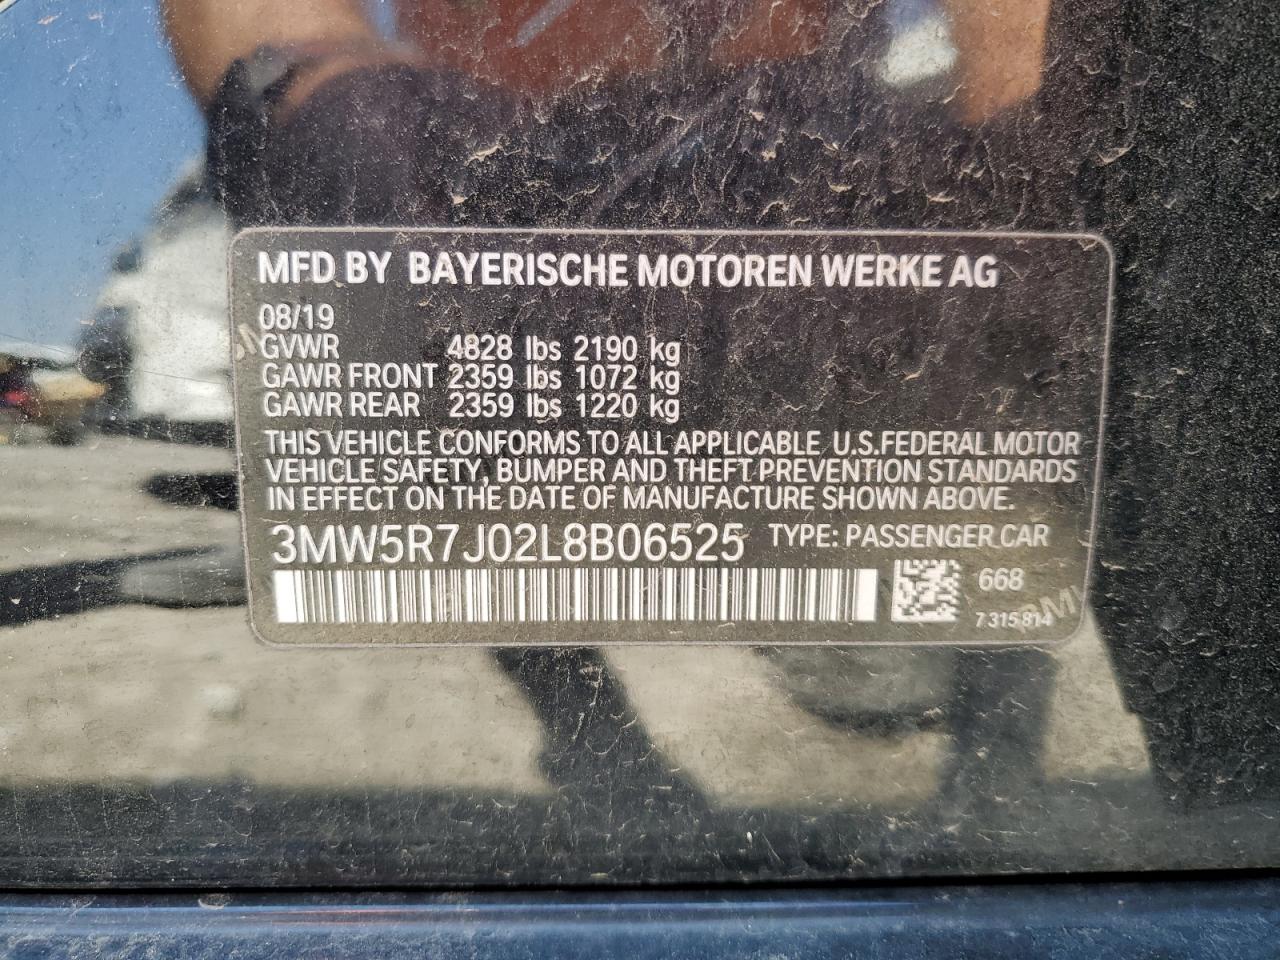 MFD BY BAYERISCHE MOTOREN WERKE AG
08/19
GVWR 4828 lbs 2190 kg
GAWR FRONT 2359 lbs 1072 kg
GAWR REAR 2359 lbs 1220 kg
THIS VEHICLE CONFORMS TO ALL APPLICABLE U.S.FEDERAL MOTOR
VEHICLE SAFETY, BUMPER AND THEFT PREVENTION STANDARDS
IN EFFECT ON THE DATE OF MANUFACTURE SHOWN ABOVE.
3MW5R7J02L8B06525 TYPE: PASSENGER CAR
668
7 315 814